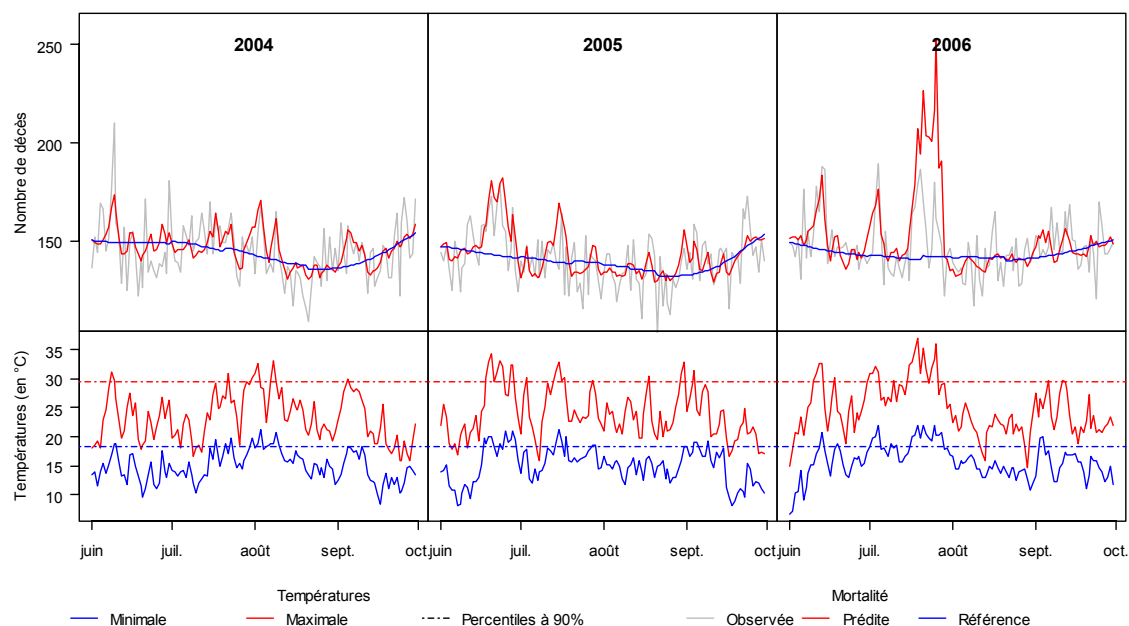 2004 2005 2006
Nombre de décès
250
200
150
Températures (en °C)
35
30
25
20
15
10
juin juil. août sept. oct. juin juil. août sept. oct. juin juil. août sept. oct.
Températures Mortalité
Minimale Maximale Percentiles à 90% Observée Prédite Référence